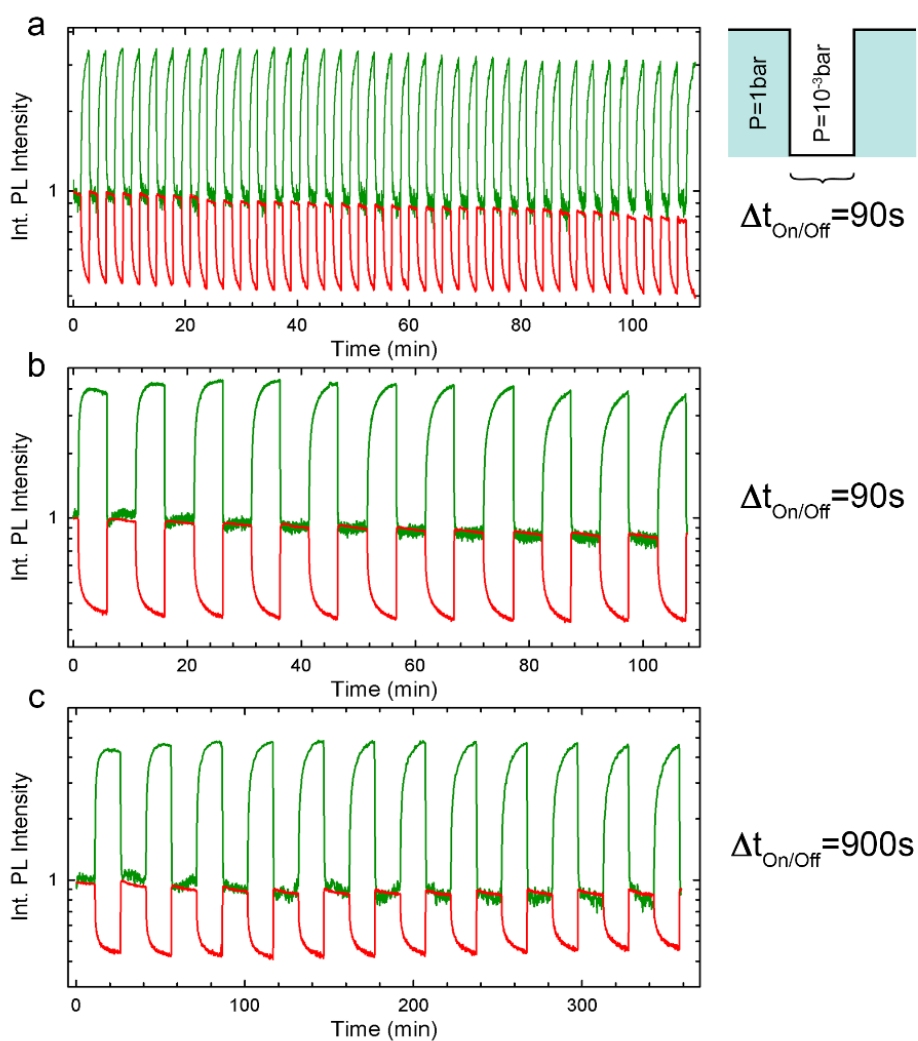 a
Int. PL Intensity
1
0 20 40 60 80 100
Time (min)
P=1bar
P=10⁻³bar
Δt_On/Off=90s
b
Int. PL Intensity
1
0 20 40 60 80 100
Time (min)
Δt_On/Off=90s
c
Int. PL Intensity
1
0 100 200 300
Time (min)
Δt_On/Off=900s